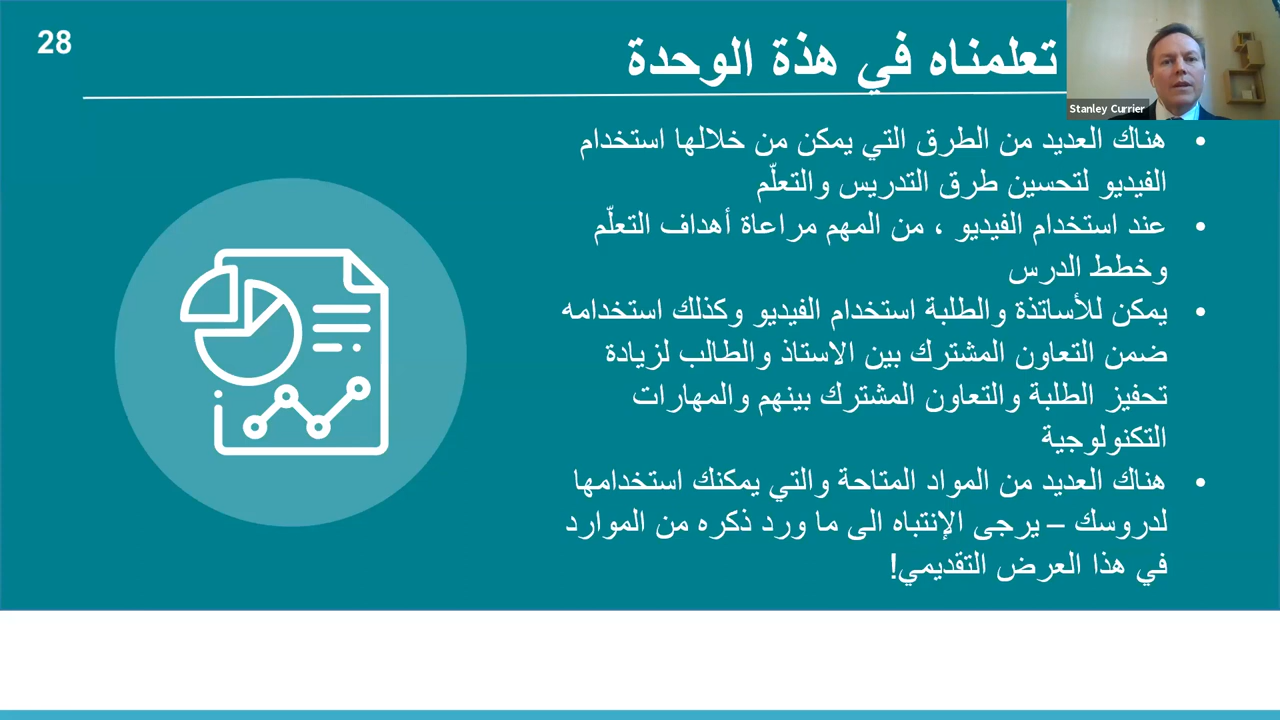 28
تعلمناه في هذة الوحدة
Stanley Currier
• هناك العديد من الطرق التي يمكن من خلالها استخدام
الفيديو لتحسين طرق التدريس والتعلّم
• عند استخدام الفيديو ، من المهم مراعاة أهداف التعلّم
وخطط الدرس
• يمكن للأساتذة والطلبة استخدام الفيديو وكذلك استخدامه
ضمن التعاون المشترك بين الاستاذ والطالب لزيادة
تحفيز الطلبة والتعاون المشترك بينهم والمهارات
التكنولوجية
• هناك العديد من المواد المتاحة والتي يمكنك استخدامها
لدروسك – يرجى الإنتباه الى ما ورد ذكره من الموارد
في هذا العرض التقديمي!